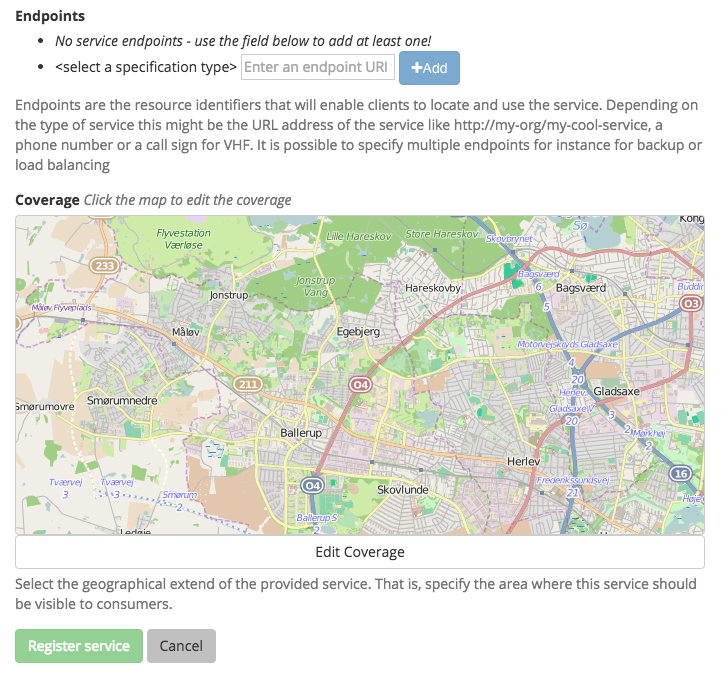 Endpoints
No service endpoints - use the field below to add at least one!
<select a specification type> Enter an endpoint URI +Add
Endpoints are the resource identifiers that will enable clients to locate and use the service. Depending on
the type of service this might be the URL address of the service like http://my-org/my-cool-service, a
phone number or a call sign for VHF. It is possible to specify multiple endpoints for instance for backup or
load balancing
Coverage Click the map to edit the coverage
Kong
Flyvestation
Værløse
Lille Hareskov
Store Hareskov
Skovbrynet
Sø
233
Jonstrup
Vang
Bagsværd
6
Jonstrup
Hareskovby
Bagsværd
Buddin
Måløv Flyveplads
5
O3
Måløv
Egebjerg
Motorvejskryds Gladsaxe
4
211
O4
20
Herlev
Gladsaxe
Smørumovre
Smørumnedre
Gladsaxe V
20
3
Ballerup
2
Mørkhøj
2
Herlev
16
Tværvej
3
Tværvej
3
Smørum
2
O4
Skovlunde
Frederikssundsvej
21
Høje
Ballerup S
2
Ledøje
Edit Coverage
Select the geographical extend of the provided service. That is, specify the area where this service should
be visible to consumers.
Register service Cancel